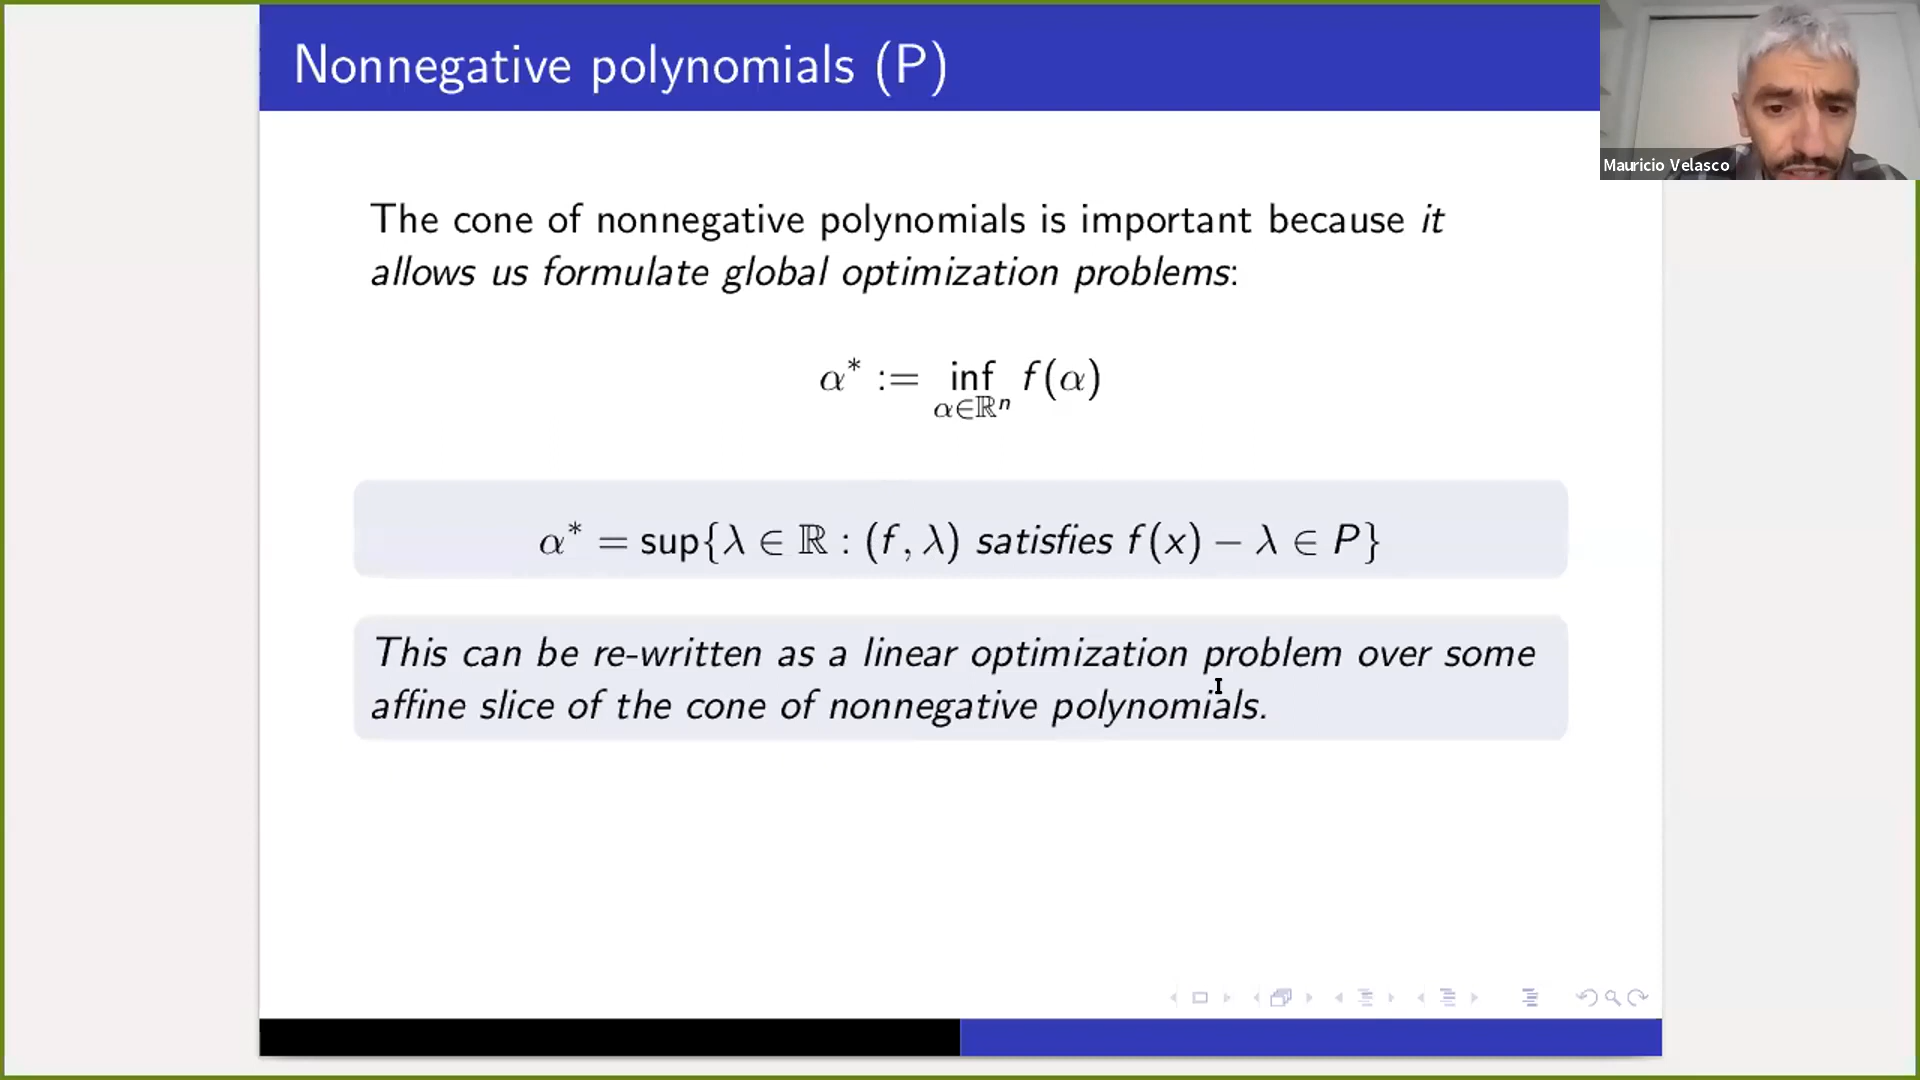 Nonnegative polynomials (P)
Mauricio Velasco
The cone of nonnegative polynomials is important because it
allows us formulate global optimization problems:
α* := inf f(α)
α∈ℝⁿ
α* = sup{λ ∈ ℝ : (f, λ) satisfies f(x) − λ ∈ P}
This can be re-written as a linear optimization problem over some
affine slice of the cone of nonnegative polynomials.